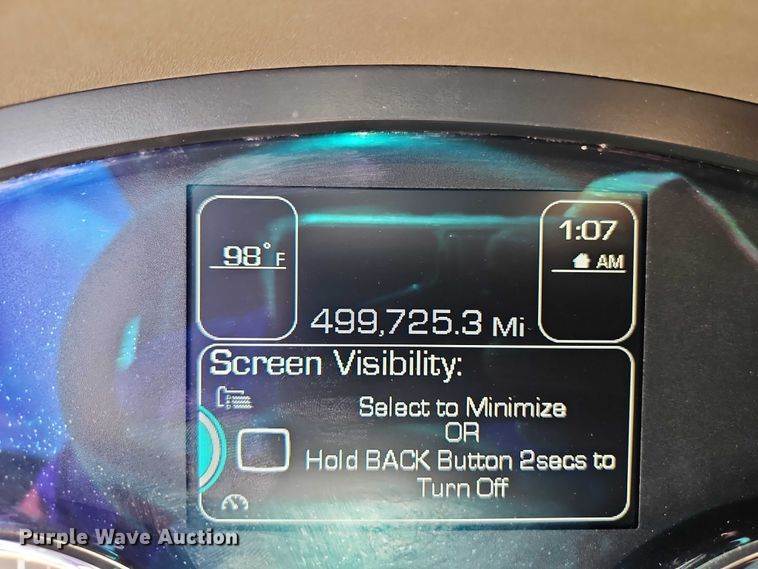 98° F
1:07
AM
499,725.3 Mi
Screen Visibility:
Select to Minimize
OR
Hold BACK Button 2secs to
Turn Off
Purple Wave Auction